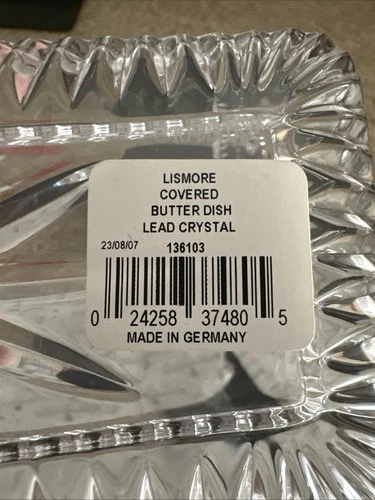 LISMORE
COVERED
BUTTER DISH
LEAD CRYSTAL
23/08/07 136103
0 24258 37480 5
MADE IN GERMANY